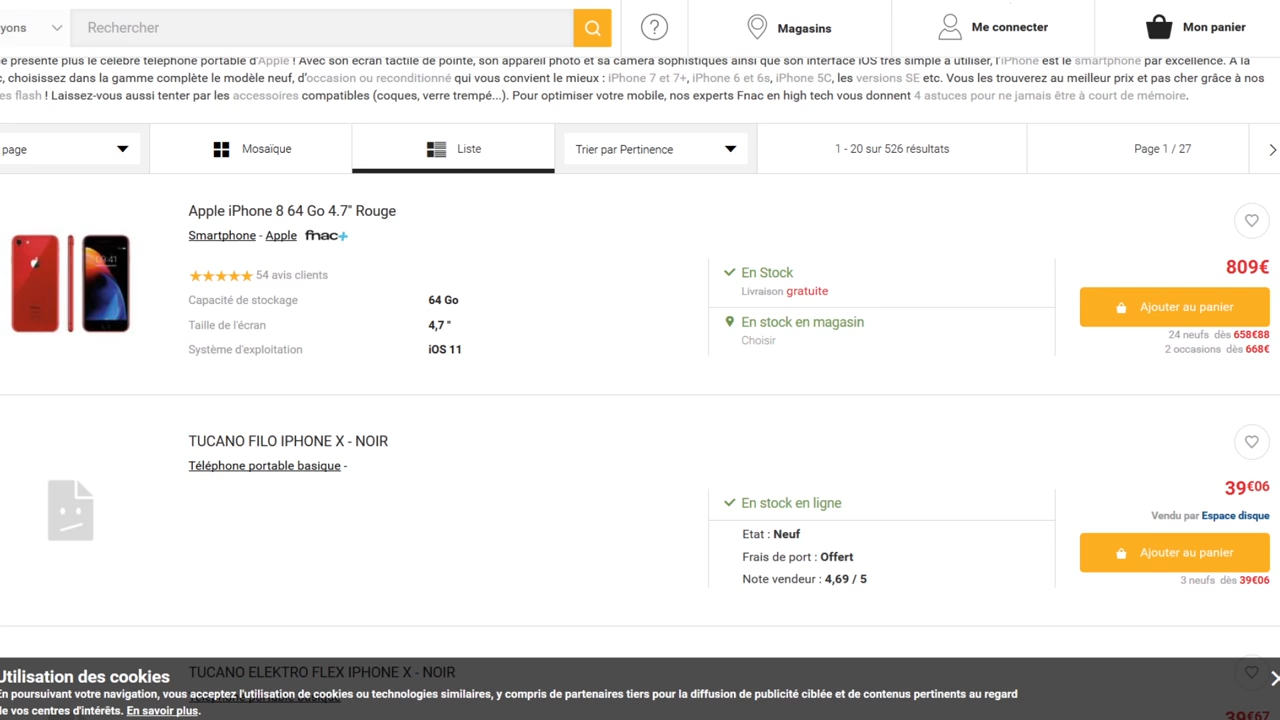 yons
Rechercher
?
Magasins
Me connecter
Mon panier
e présente plus le célèbre téléphone portable d'Apple ! Avec son écran tactile de pointe, son appareil photo et sa caméra sophistiqués ainsi que son interface iOS très simple à utiliser, l'iPhone est le smartphone par excellence. A la
c, choisissez dans la gamme complète le modèle neuf, d'occasion ou reconditionné qui vous convient le mieux : iPhone 7 et 7+, iPhone 6 et 6s, iPhone 5C, les versions SE etc. Vous les trouverez au meilleur prix et pas cher grâce à nos
es flash ! Laissez-vous aussi tenter par les accessoires compatibles (coques, verre trempé...). Pour optimiser votre mobile, nos experts Fnac en high tech vous donnent 4 astuces pour ne jamais être à court de mémoire.
page
Mosaïque
Liste
Trier par Pertinence
1 - 20 sur 526 résultats
Page 1 / 27
Apple iPhone 8 64 Go 4.7" Rouge
Smartphone - Apple fnac+
54 avis clients
Capacité de stockage 64 Go
Taille de l'écran 4,7 "
Système d'exploitation iOS 11
09:41
En Stock
Livraison gratuite
En stock en magasin
Choisir
809€
Ajouter au panier
24 neufs dès 658€88
2 occasions dès 668€
TUCANO FILO IPHONE X - NOIR
Téléphone portable basique -
En stock en ligne
Etat : Neuf
Frais de port : Offert
Note vendeur : 4,69 / 5
39€06
Vendu par Espace disque
Ajouter au panier
3 neufs dès 39€06
TUCANO ELEKTRO FLEX IPHONE X - NOIR
Téléphone portable basique
39€67
Utilisation des cookies
En poursuivant votre navigation, vous acceptez l'utilisation de cookies ou technologies similaires, y compris de partenaires tiers pour la diffusion de publicité ciblée et de contenus pertinents au regard
de vos centres d'intérêts. En savoir plus.